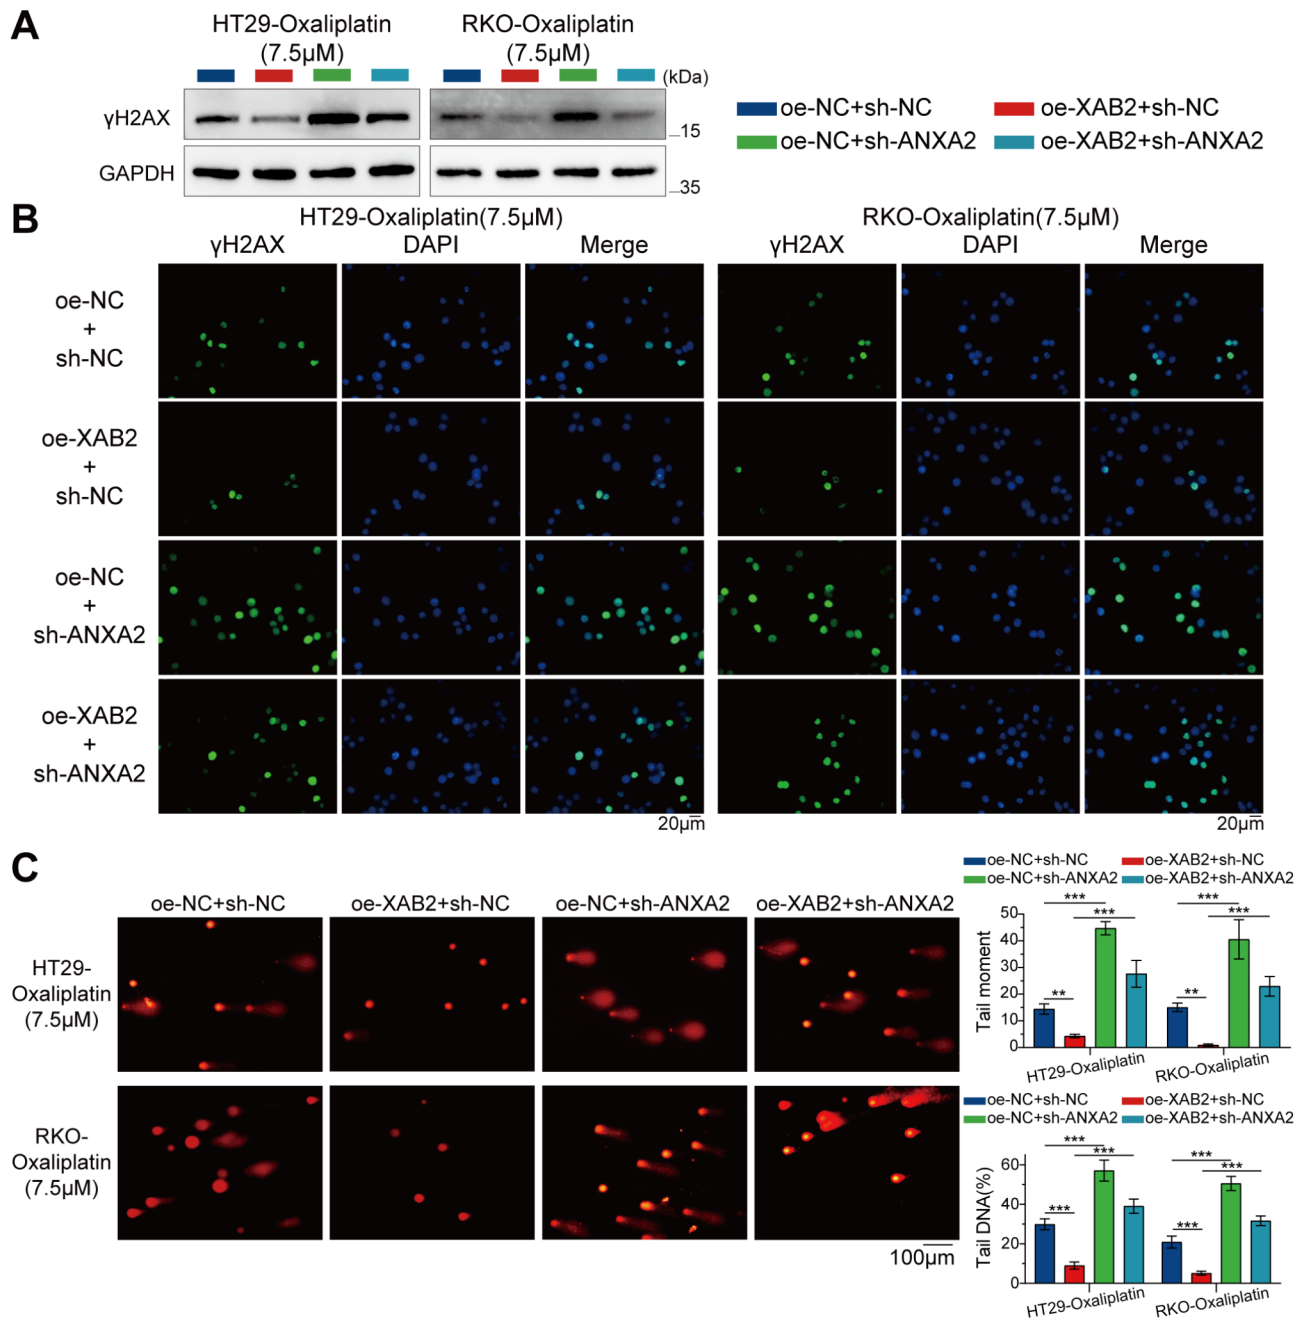 A
HT29-Oxaliplatin
(7.5μM)
RKO-Oxaliplatin
(7.5μM)
(kDa)
γH2AX
15
GAPDH
35
oe-NC+sh-NC
oe-XAB2+sh-NC
oe-NC+sh-ANXA2
oe-XAB2+sh-ANXA2
B
HT29-Oxaliplatin(7.5μM)
RKO-Oxaliplatin(7.5μM)
γH2AX
DAPI
Merge
γH2AX
DAPI
Merge
oe-NC
+
sh-NC
oe-XAB2
+
sh-NC
oe-NC
+
sh-ANXA2
oe-XAB2
+
sh-ANXA2
20μm
20μm
C
oe-NC+sh-NC
oe-XAB2+sh-NC
oe-NC+sh-ANXA2
oe-XAB2+sh-ANXA2
HT29-
Oxaliplatin
(7.5μM)
RKO-
Oxaliplatin
(7.5μM)
100μm
oe-NC+sh-NC
oe-XAB2+sh-NC
oe-NC+sh-ANXA2
oe-XAB2+sh-ANXA2
Tail moment
50
40
30
20
10
0
***
***
**
***
***
**
HT29-Oxaliplatin
RKO-Oxaliplatin
oe-NC+sh-NC
oe-XAB2+sh-NC
oe-NC+sh-ANXA2
oe-XAB2+sh-ANXA2
Tail DNA(%)
60
40
20
0
***
***
***
***
***
***
HT29-Oxaliplatin
RKO-Oxaliplatin